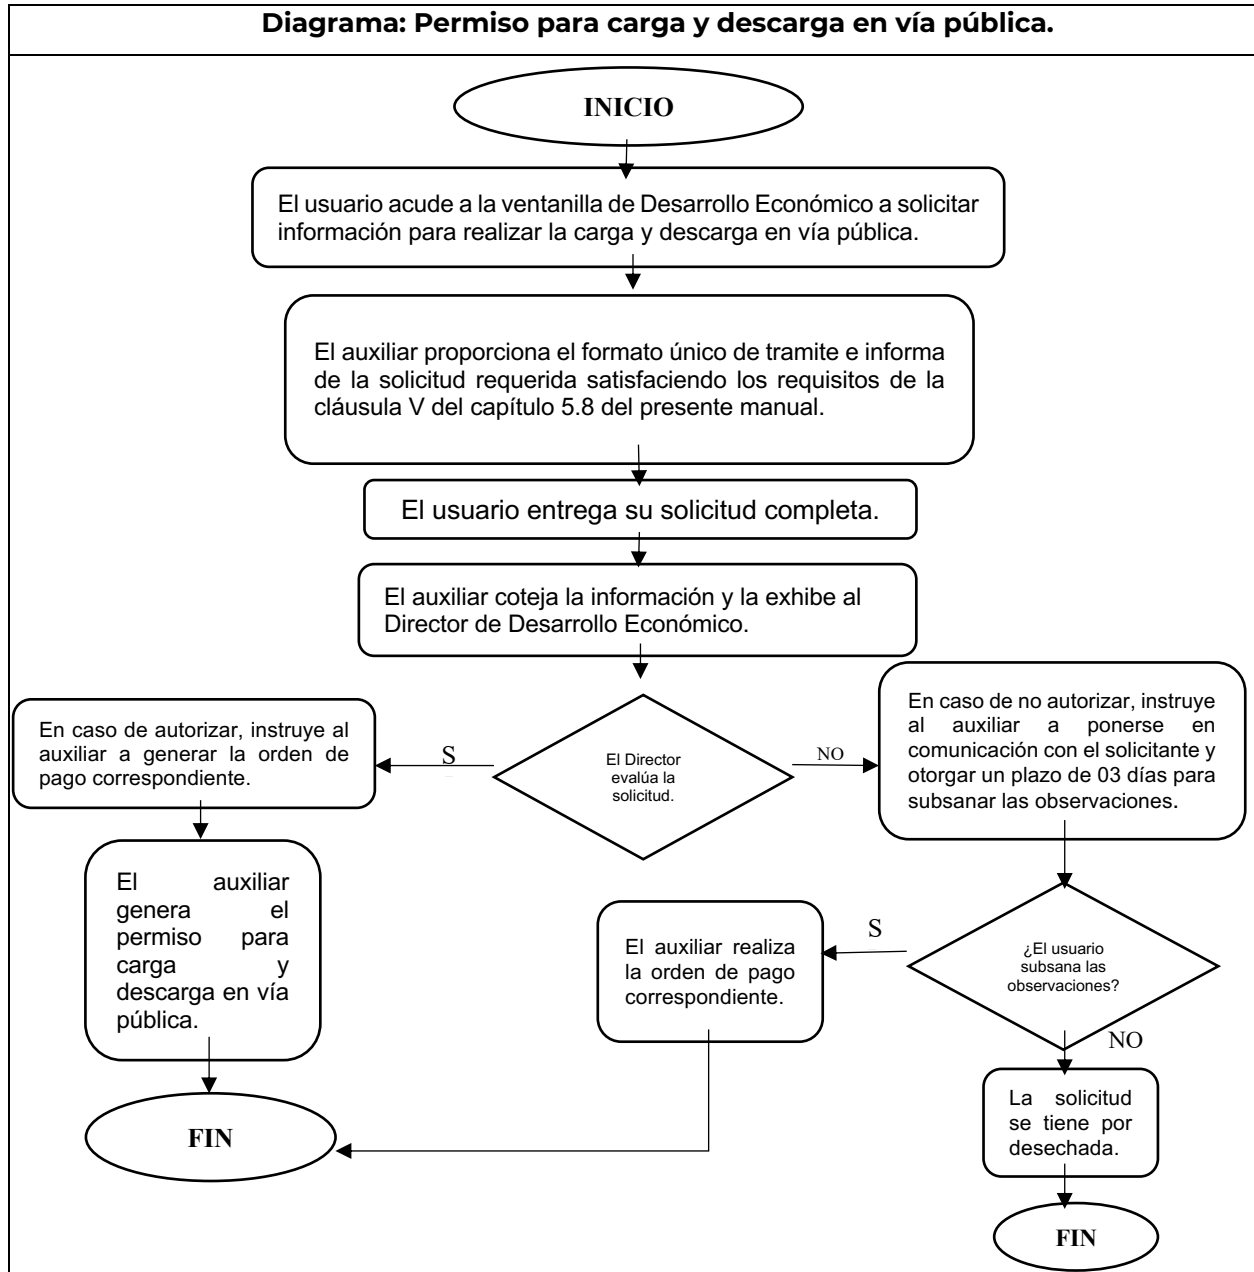 Diagrama: Permiso para carga y descarga en vía pública.
INICIO
El usuario acude a la ventanilla de Desarrollo Económico a solicitar
información para realizar la carga y descarga en vía pública.
El auxiliar proporciona el formato único de tramite e informa
de la solicitud requerida satisfaciendo los requisitos de la
cláusula V del capítulo 5.8 del presente manual.
El usuario entrega su solicitud completa.
El auxiliar coteja la información y la exhibe al
Director de Desarrollo Económico.
El Director
evalúa la
solicitud.
S
En caso de autorizar, instruye al
auxiliar a generar la orden de
pago correspondiente.
El auxiliar
genera el
permiso para
carga y
descarga en vía
pública.
FIN
NO
En caso de no autorizar, instruye
al auxiliar a ponerse en
comunicación con el solicitante y
otorgar un plazo de 03 días para
subsanar las observaciones.
¿El usuario
subsana las
observaciones?
S
El auxiliar realiza
la orden de pago
correspondiente.
NO
La solicitud
se tiene por
desechada.
FIN